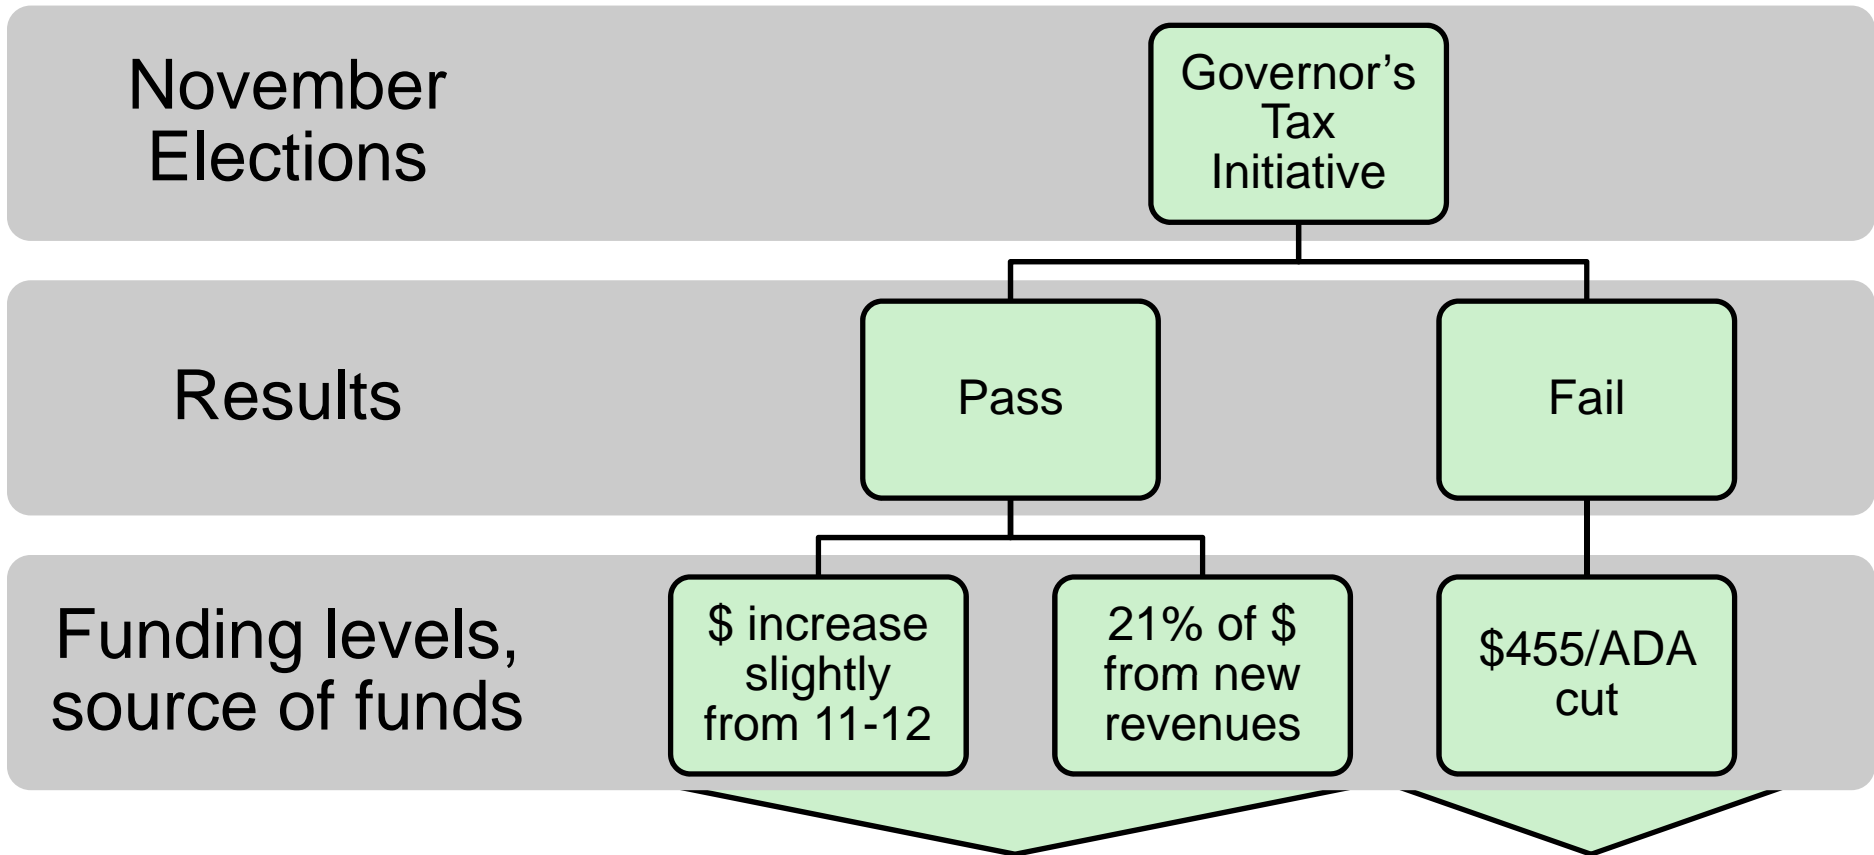 November
Elections
Governor’s
Tax
Initiative
Results
Pass
Fail
Funding levels,
source of funds
$ increase
slightly
from 11-12
21% of $
from new
revenues
$455/ADA
cut